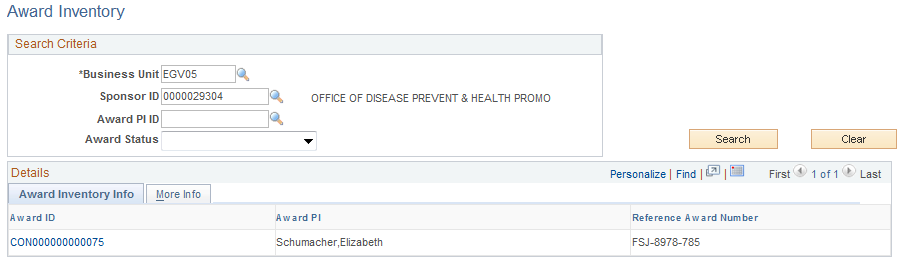 Award Inventory
Search Criteria
*Business Unit EGV05
Sponsor ID 0000029304 OFFICE OF DISEASE PREVENT & HEALTH PROMO
Award PI ID
Award Status Search Clear
Details Personalize | Find | | First 1 of 1 Last
Award Inventory Info More Info
Award ID Award PI Reference Award Number
CON000000000075 Schumacher,Elizabeth FSJ-8978-785